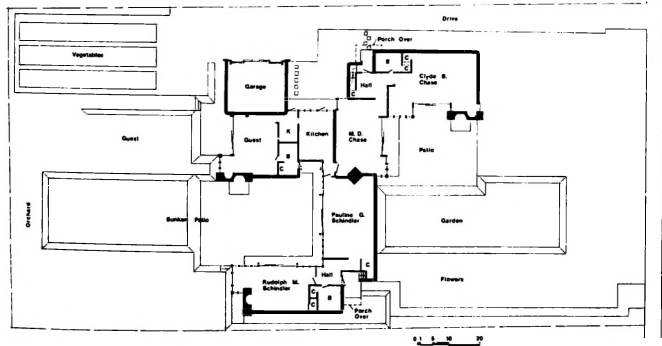 Drive
Porch Over
Vegetables
B
C
C
Clyde B.
Chase
Hall
C
Garage
Guest
Guest
K
Kitchen
M. D.
Chase
Patio
B
C
Orchard
Sunken Patio
Pauline G.
Schindler
Garden
C
Hall
Flowers
Rudolph M.
Schindler
C
C
B
Porch
Over
0 1 5 10 20